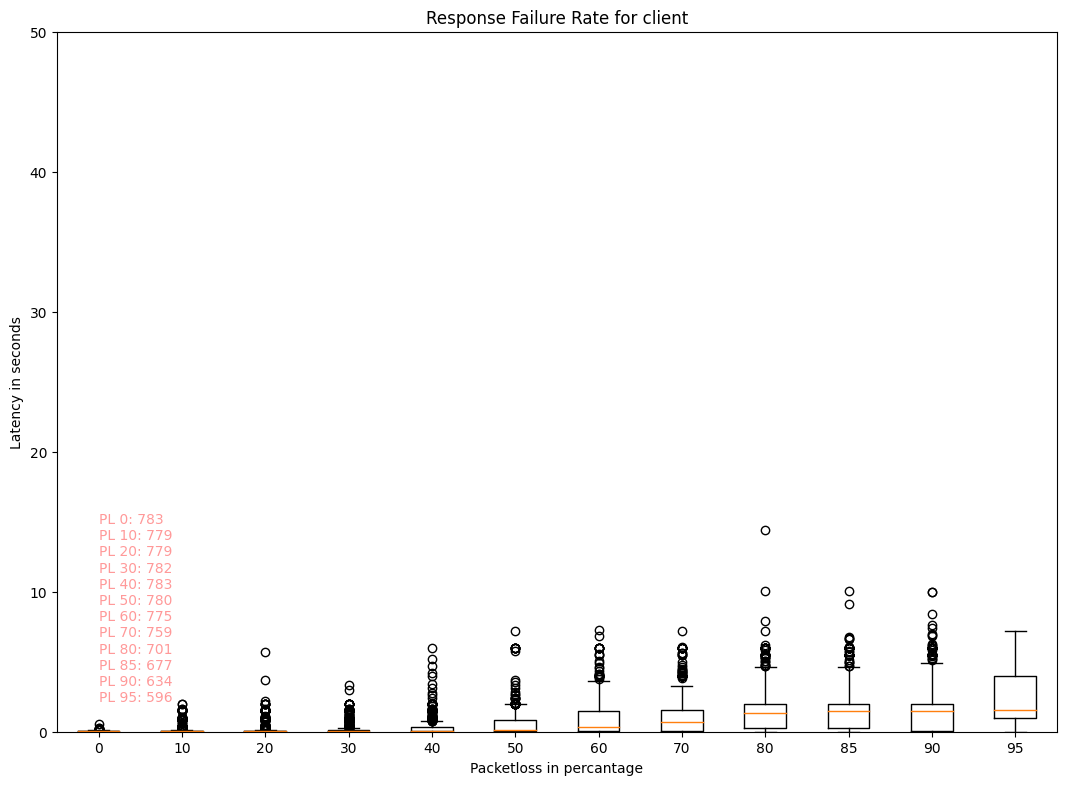 Response Failure Rate for client
50
40
30
20
10
0
Latency in seconds
PL 0: 783
PL 10: 779
PL 20: 779
PL 30: 782
PL 40: 783
PL 50: 780
PL 60: 775
PL 70: 759
PL 80: 701
PL 85: 677
PL 90: 634
PL 95: 596
0 10 20 30 40 50 60 70 80 85 90 95
Packetloss in percantage